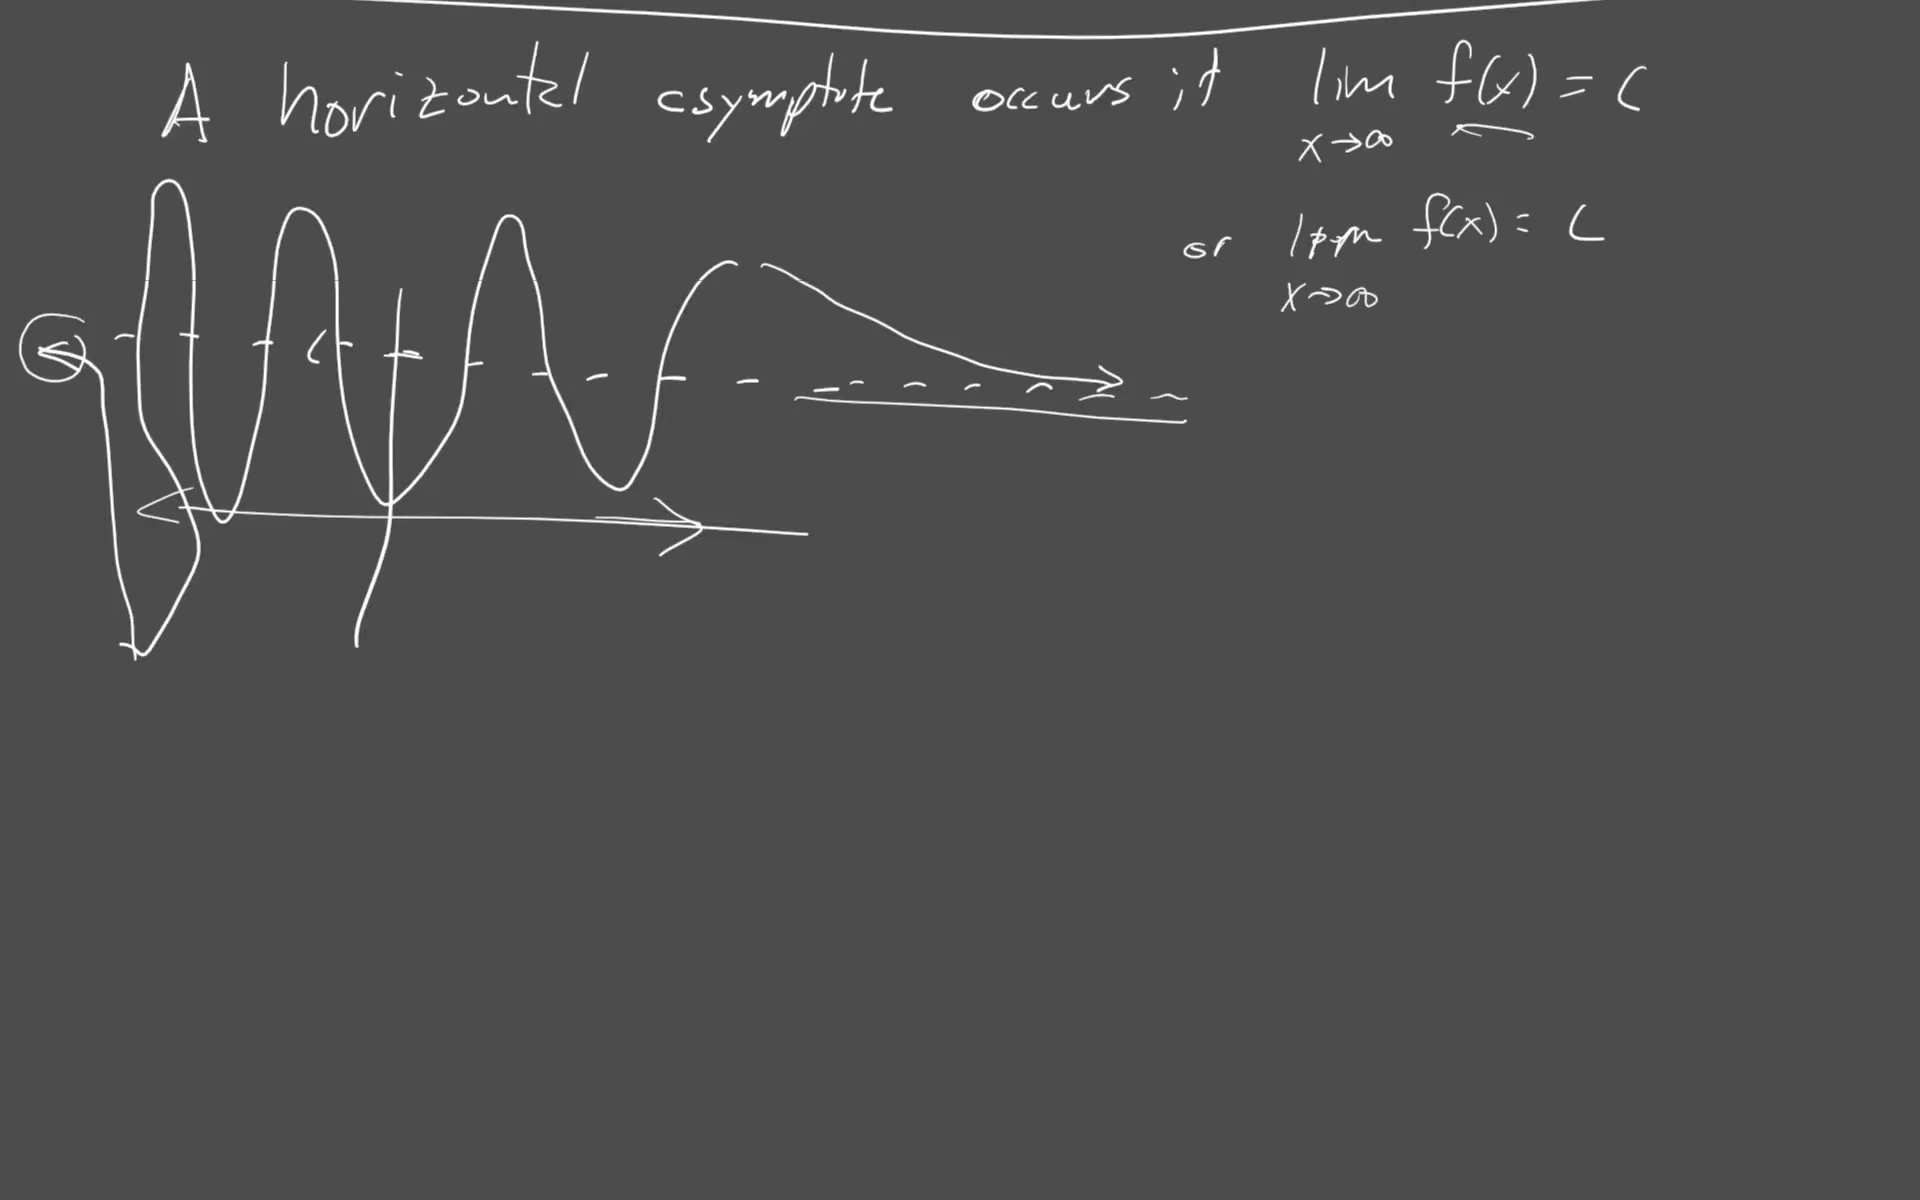 A horizontal asymptote occurs if lim f(x) = C
x→∞
or lim f(x) = C
x→∞
C